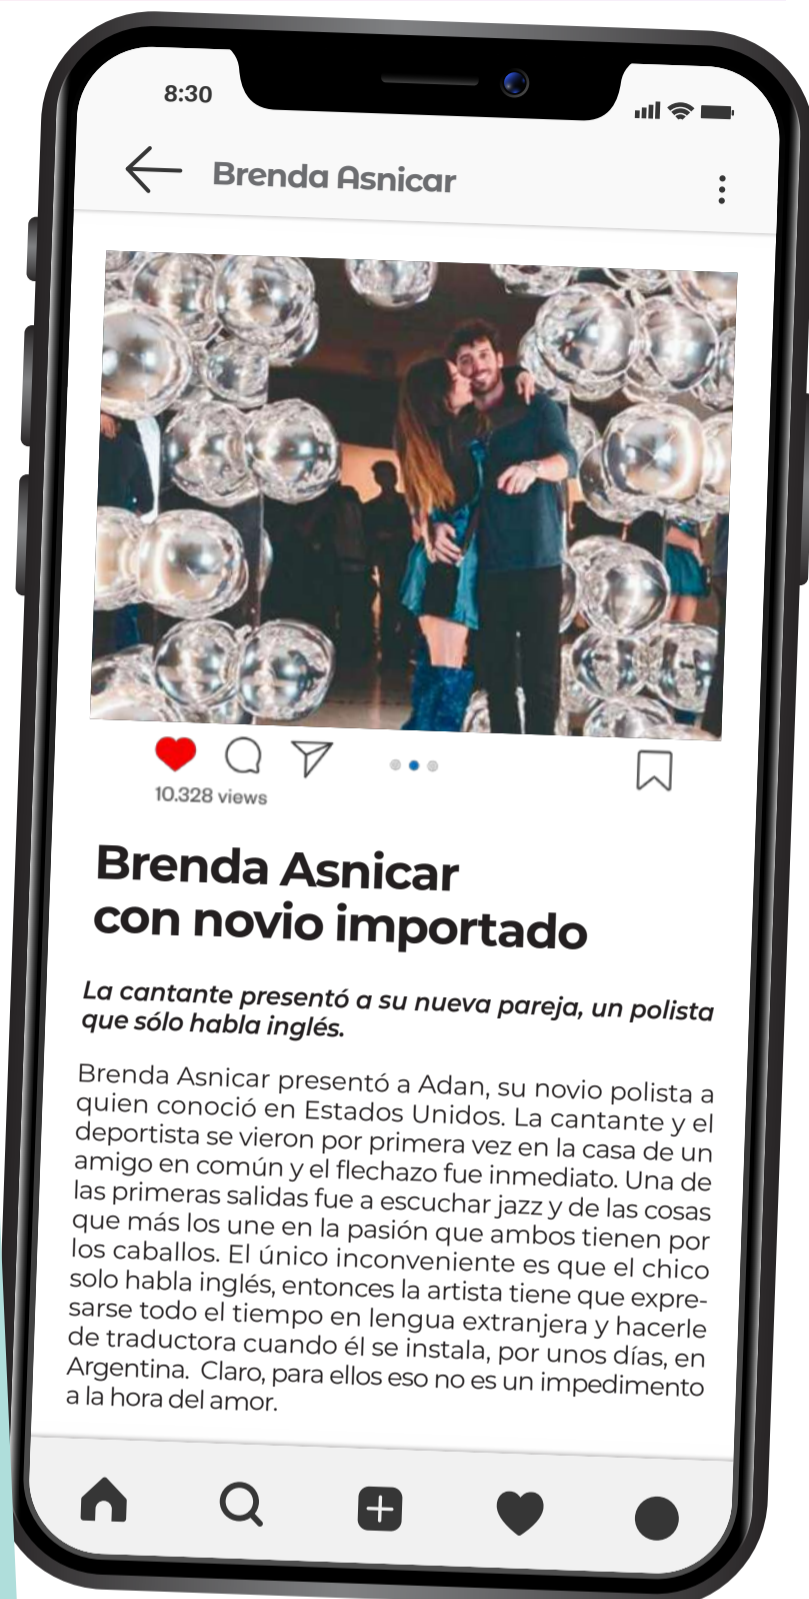 8:30
Brenda Asnicar
10.328 views
Brenda Asnicar
con novio importado
La cantante presentó a su nueva pareja, un polista
que sólo habla inglés.
Brenda Asnicar presentó a Adan, su novio polista a
quien conoció en Estados Unidos. La cantante y el
deportista se vieron por primera vez en la casa de un
amigo en común y el flechazo fue inmediato. Una de
las primeras salidas fue a escuchar jazz y de las cosas
que más los une en la pasión que ambos tienen por
los caballos. El único inconveniente es que el chico
solo habla inglés, entonces la artista tiene que expre-
sarse todo el tiempo en lengua extranjera y hacerle
de traductora cuando él se instala, por unos días, en
Argentina. Claro, para ellos eso no es un impedimento
a la hora del amor.